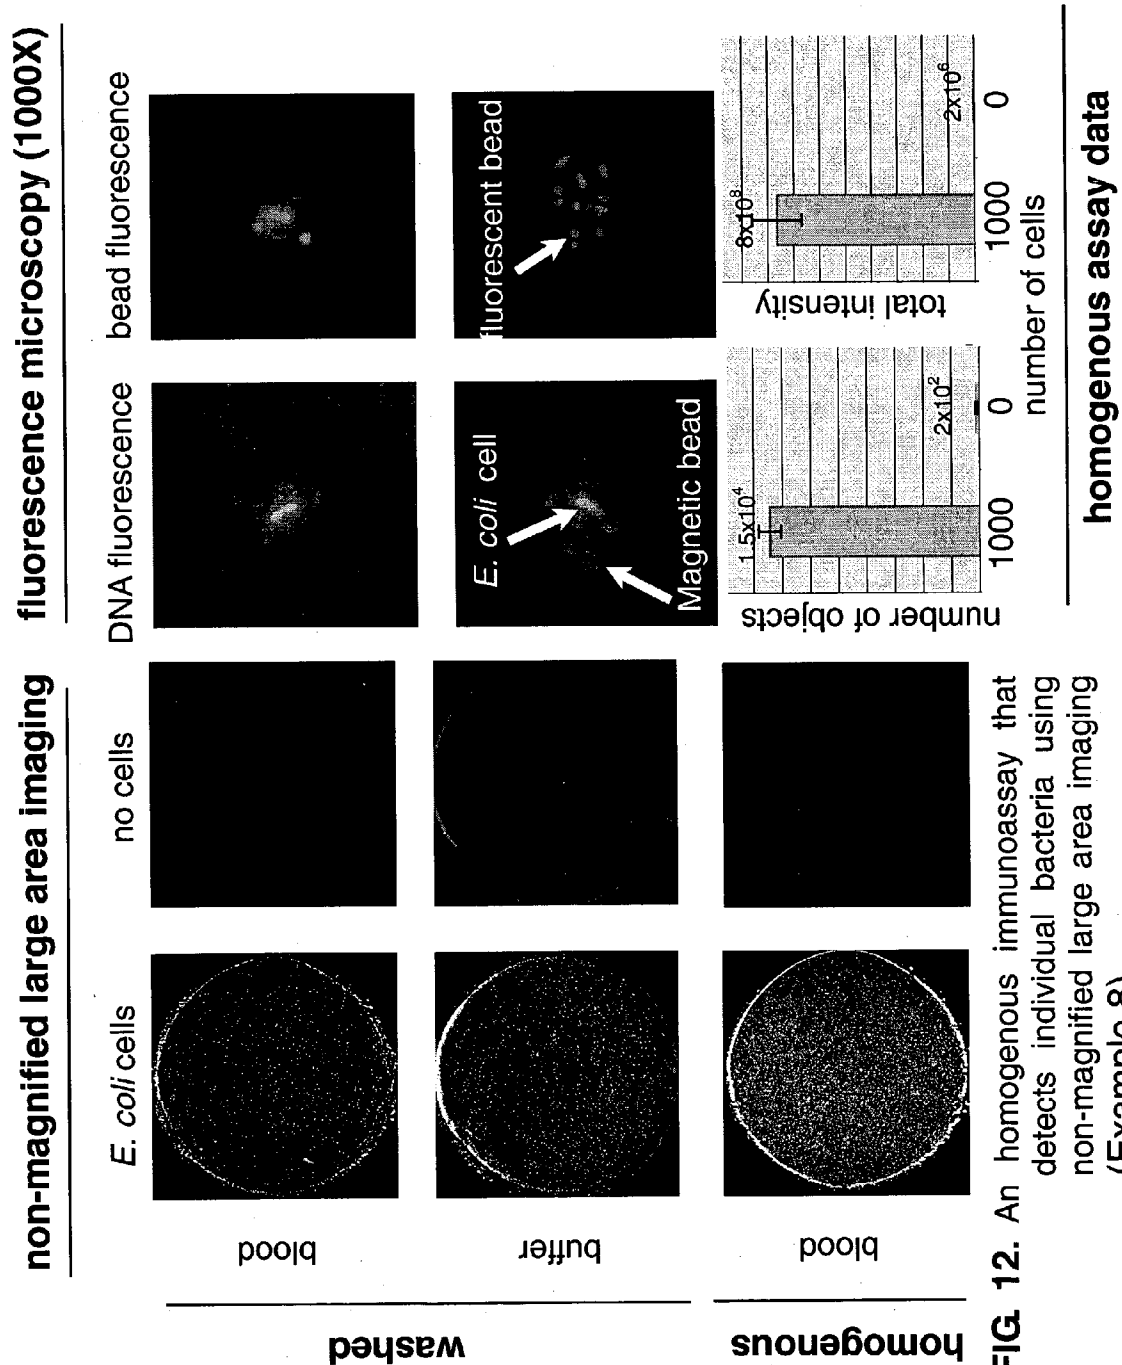 non-magnified large area imaging
fluorescence microscopy (1000X)
E. coli cells
no cells
DNA fluorescence
bead fluorescence
washed
blood
buffer
E. coli cell
Magnetic bead
fluorescent bead
homogenous
blood
number of objects
1.5x10⁴
2x10²
1000
0
total intensity
8x10⁸
2x10⁶
1000
0
number of cells
homogenous assay data
FIG. 12. An homogenous immunoassay that
detects individual bacteria using
non-magnified large area imaging
(Example 8)